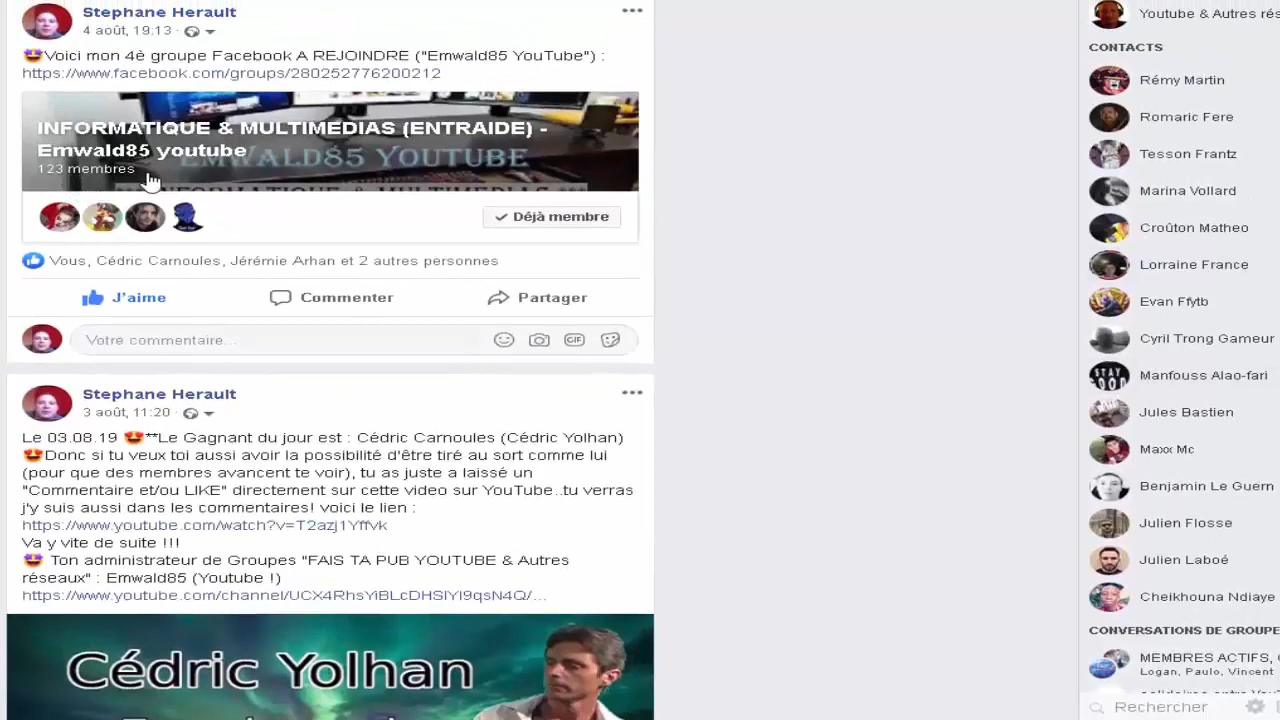 Stephane Herault
4 août, 19:13 ·
Voici mon 4è groupe Facebook A REJOINDRE ("Emwald85 YouTube") :
https://www.facebook.com/groups/280252776200212
INFORMATIQUE & MULTIMEDIAS (ENTRAIDE) -
Emwald85 youtube
EMWALD85 YOUTUBE
123 membres
Déjà membre
Vous, Cédric Carnoules, Jérémie Arhan et 2 autres personnes
J'aime
Commenter
Partager
Votre commentaire...
GIF
Stephane Herault
3 août, 11:20 ·
Le 03.08.19 **Le Gagnant du jour est : Cédric Carnoules (Cédric Yolhan)
Donc si tu veux toi aussi avoir la possibilité d'être tiré au sort comme lui
(pour que des membres avancent te voir), tu as juste a laissé un
"Commentaire et/ou LIKE" directement sur cette video sur YouTube..tu verras
j'y suis aussi dans les commentaires! voici le lien :
https://www.youtube.com/watch?v=T2azj1Yffvk
Va y vite de suite !!!
Ton administrateur de Groupes "FAIS TA PUB YOUTUBE & Autres
réseaux" : Emwald85 (Youtube !)
https://www.youtube.com/channel/UCX4RhsYiBLcDHSIYI9qsN4Q/...
Cédric Yolhan
Youtube & Autres rés
CONTACTS
Rémy Martin
Romain Fere
Tesson Frantz
Marina Vollard
Croûton Matheo
Lorraine France
Evan Ffytb
Cyril Trong Gameur
STAY
Manfouss Alao-fari
Jules Bastien
Maxx Mc
Benjamin Le Guern
Julien Flosse
Julien Laboé
Cheikhouna Ndiaye
CONVERSATIONS DE GROUPE
MEMBRES ACTIFS,
Logan, Paulo, Vincent
Rechercher